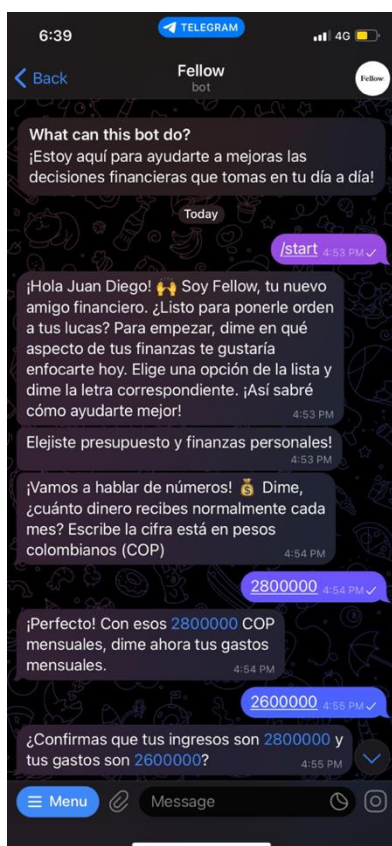 6:39
TELEGRAM
4G
Back
Fellow
bot
Fellow
What can this bot do?
¡Estoy aquí para ayudarte a mejoras las
decisiones financieras que tomas en tu día a día!
Today
/start 4:53 PM
¡Hola Juan Diego! 🙌 Soy Fellow, tu nuevo
amigo financiero. ¿Listo para ponerle orden
a tus lucas? Para empezar, dime en qué
aspecto de tus finanzas te gustaría
enfocarte hoy. Elige una opción de la lista y
dime la letra correspondiente. ¡Así sabré
cómo ayudarte mejor!
4:53 PM
Elejiste presupuesto y finanzas personales!
4:53 PM
¡Vamos a hablar de números! 💰 Dime,
¿cuánto dinero recibes normalmente cada
mes? Escribe la cifra está en pesos
colombianos (COP)
4:54 PM
2800000 4:54 PM
¡Perfecto! Con esos 2800000 COP
mensuales, dime ahora tus gastos
mensuales.
4:54 PM
2600000 4:55 PM
¿Confirmas que tus ingresos son 2800000 y
tus gastos son 2600000?
4:55 PM
Menu
Message